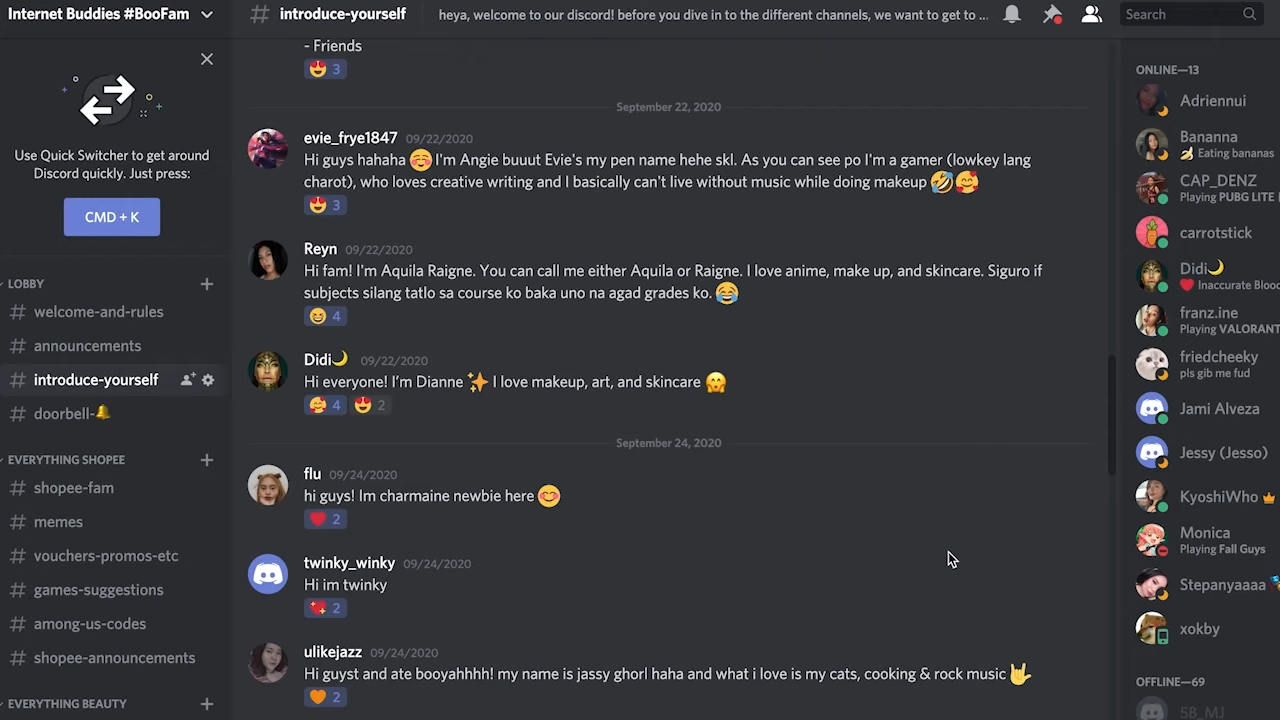 Internet Buddies #BooFam
# introduce-yourself
heya, welcome to our discord! before you dive in to the different channels, we want to get to ...
Search
Use Quick Switcher to get around
Discord quickly. Just press:
CMD + K
LOBBY
# welcome-and-rules
# announcements
# introduce-yourself
# doorbell-🔔
EVERYTHING SHOPEE
# shopee-fam
# memes
# vouchers-promos-etc
# games-suggestions
# among-us-codes
# shopee-announcements
EVERYTHING BEAUTY
- Friends
😍 3
September 22, 2020
evie_frye1847 09/22/2020
Hi guys hahaha ☺️ I'm Angie buuut Evie's my pen name hehe skl. As you can see po I'm a gamer (lowkey lang
charot), who loves creative writing and I basically can't live without music while doing makeup 🤣🥰
😍 3
Reyn 09/22/2020
Hi fam! I'm Aquila Raigne. You can call me either Aquila or Raigne. I love anime, make up, and skincare. Siguro if
subjects silang tatlo sa course ko baka uno na agad grades ko. 😂
😆 4
Didi🌙 09/22/2020
Hi everyone! I'm Dianne ✨ I love makeup, art, and skincare 🤗
🥰 4 😍 2
September 24, 2020
flu 09/24/2020
hi guys! Im charmaine newbie here 😊
❤️ 2
twinky_winky 09/24/2020
Hi im twinky
💖 2
ulikejazz 09/24/2020
Hi guyst and ate booyahhhh! my name is jassy ghorl haha and what i love is my cats, cooking & rock music 🤟
🧡 2
ONLINE—13
Adriennui
Bananna
🍌 Eating bananas
CAP_DENZ
Playing PUBG LITE
carrotstick
Didi🌙
❤️ Inaccurate Bloo
franz.ine
Playing VALORANT
friedcheeky
pls gib me fud
Jami Alveza
Jessy (Jesso)
KyoshiWho 👑
Monica
Playing Fall Guys
Stepanyaaaa
xokby
OFFLINE—69
5B_MJ